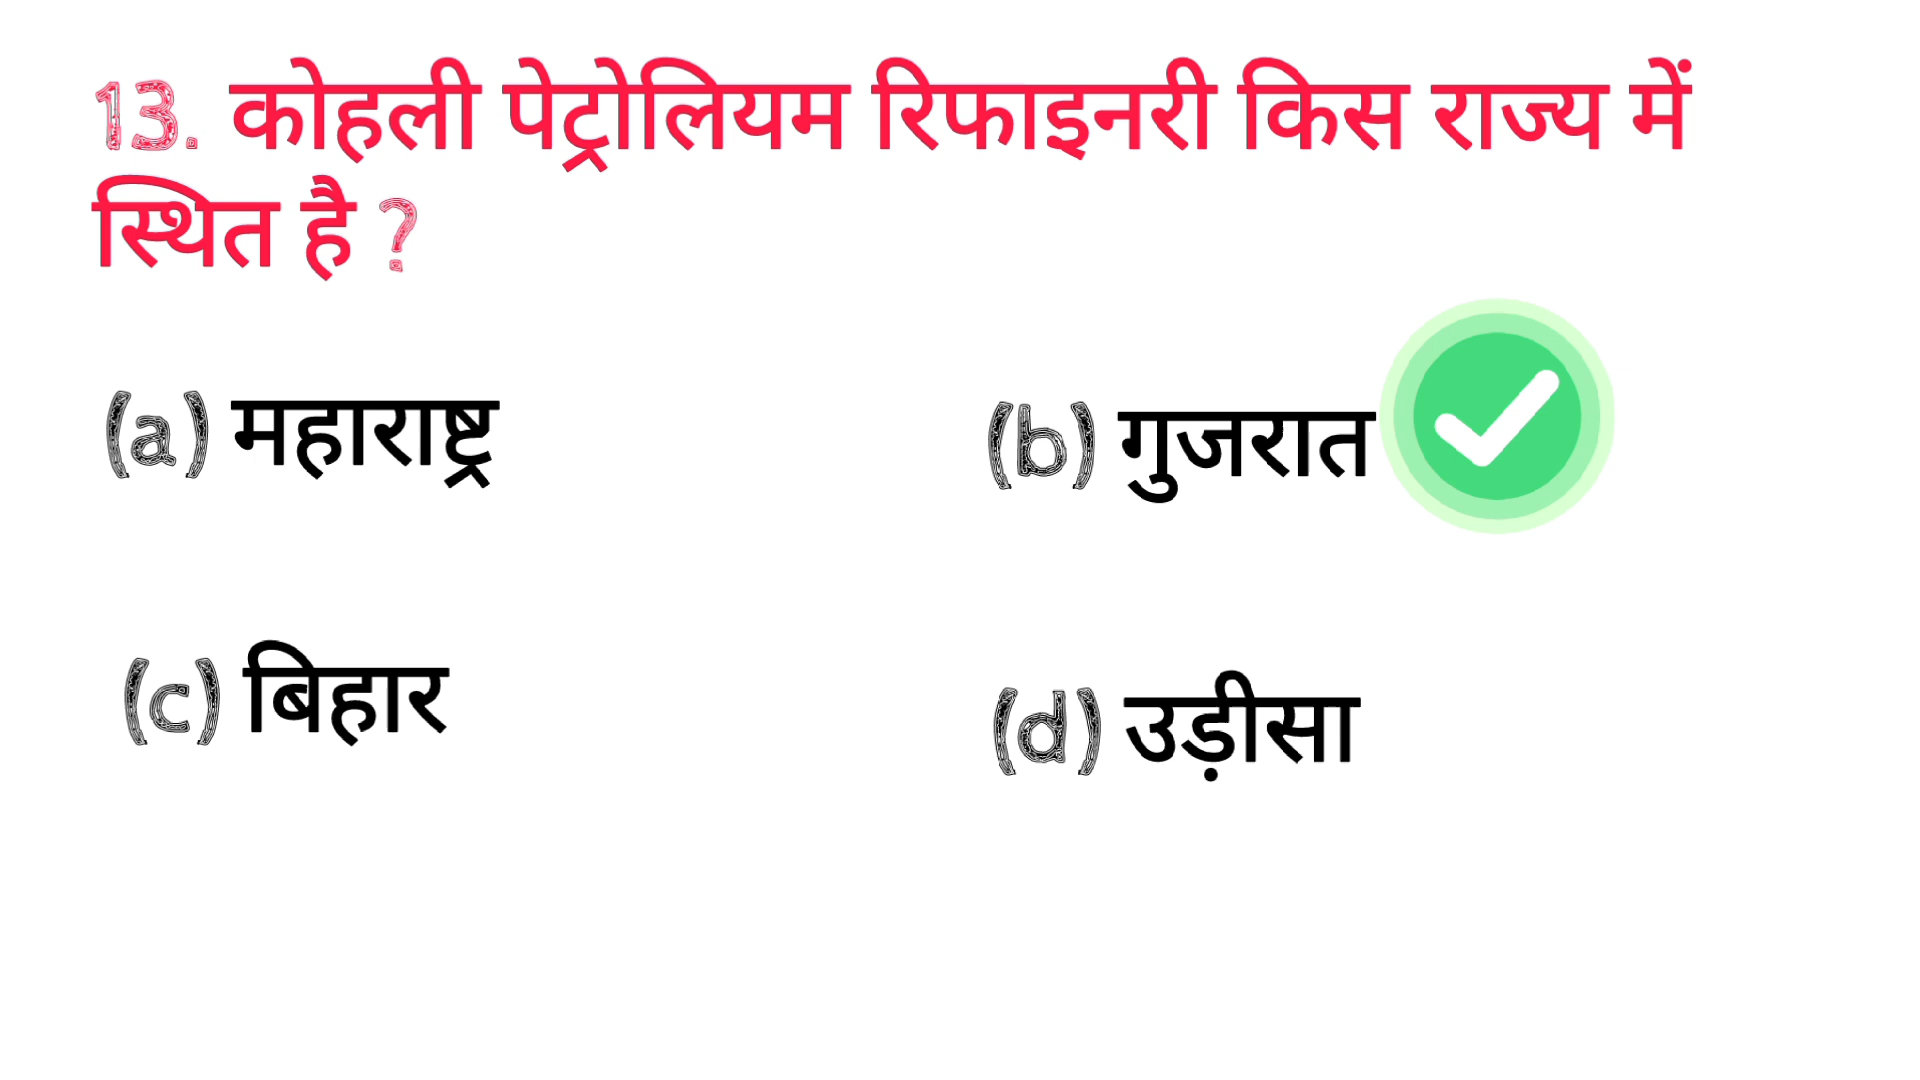 13. कोहली पेट्रोलियम रिफाइनरी किस राज्य में
स्थित है ?
(a) महाराष्ट्र
(b) गुजरात
(c) बिहार
(d) उड़ीसा